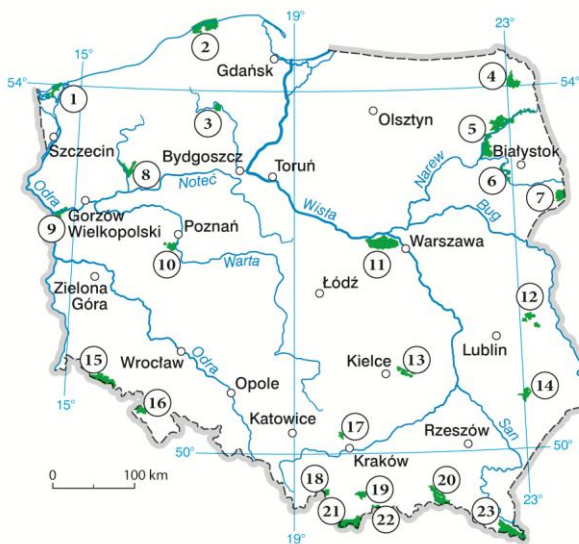 19°
23°
15°
2
Gdańsk
54°
4
54°
1
3
Olsztyn
5
Szczecin
8
Bydgoszcz
Toruń
Narew
Białystok
6
7
Odra
Noteć
Wisła
Bug
9
Gorzów
Wielkopolski
Poznań
10
Warta
11
Warszawa
Zielona
Góra
Łódź
12
15
Wrocław
Odra
Lublin
Kielce
13
14
15°
16
Opole
Katowice
17
Rzeszów
San
50°
Kraków
50°
0
100 km
18
19
20
21
22
23
23°
19°